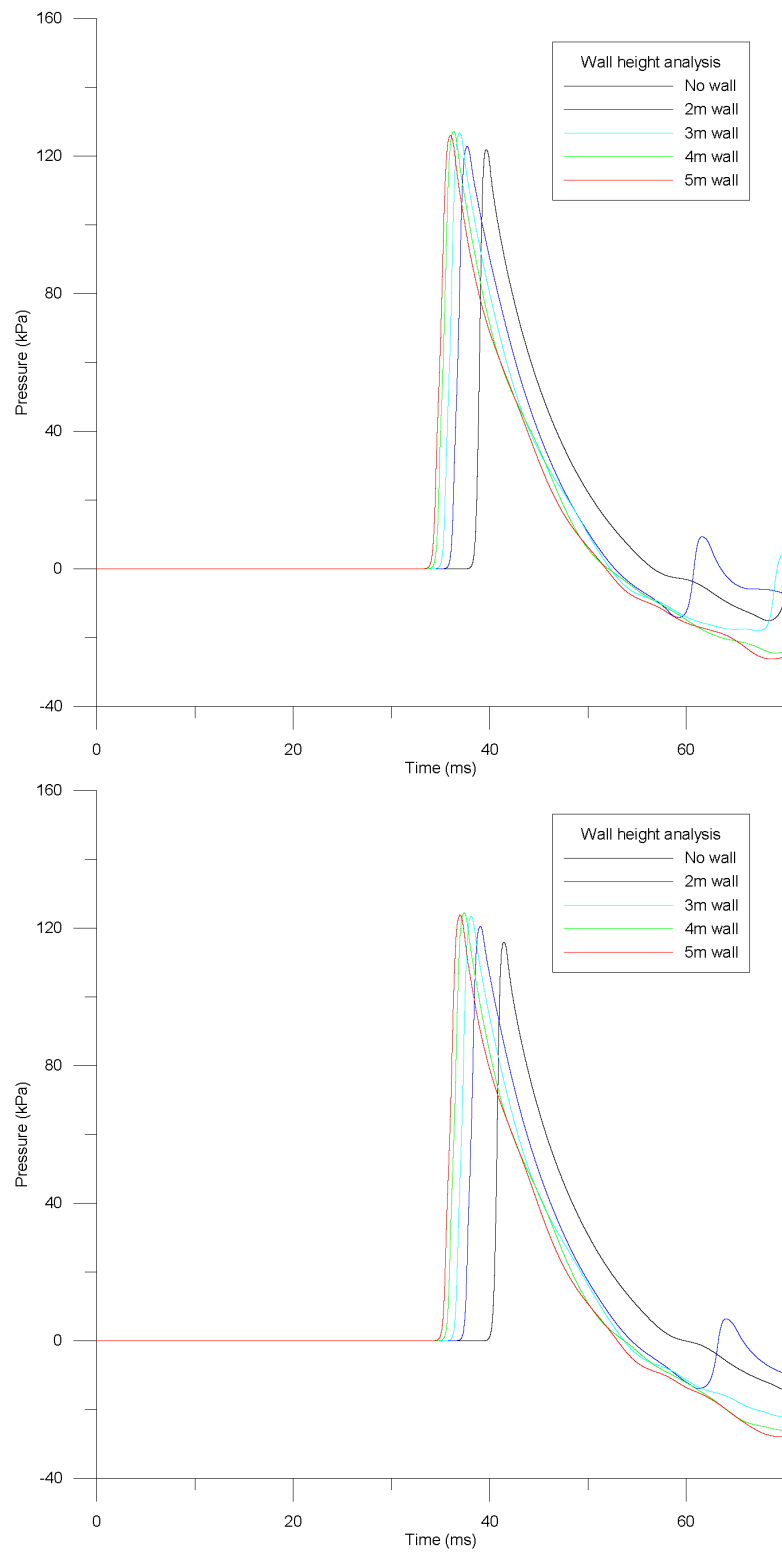 160
120
80
40
0
-40
Pressure (kPa)
0
20
40
60
Time (ms)
Wall height analysis
No wall
2m wall
3m wall
4m wall
5m wall
160
120
80
40
0
-40
Pressure (kPa)
0
20
40
60
Time (ms)
Wall height analysis
No wall
2m wall
3m wall
4m wall
5m wall